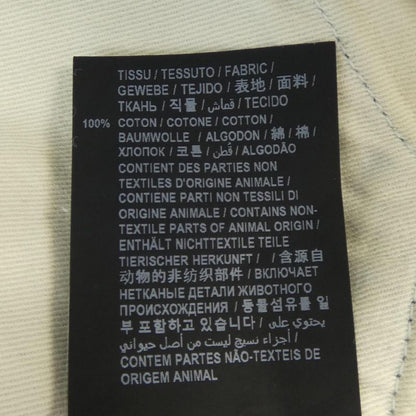 TISSU / TESSUTO / FABRIC /
GEWEBE / TEJIDO / 表地 / 面料 /
ТКАНЬ / 직물 / قماش / TECIDO
100% COTON / COTONE / COTTON /
BAUMWOLLE / ALGODON / 綿 / 棉 /
ХЛОПОК / 코튼 / قطن / ALGODÃO
CONTIENT DES PARTIES NON
TEXTILES D'ORIGINE ANIMALE /
CONTIENE PARTI NON TESSILI DI
ORIGINE ANIMALE / CONTAINS NON-
TEXTILE PARTS OF ANIMAL ORIGIN /
ENTHÄLT NICHTTEXTILE TEILE
TIERISCHER HERKUNFT / / 含源自
动物的非纺织部件 / ВКЛЮЧАЕТ
НЕТКАНЫЕ ДЕТАЛИ ЖИВОТНОГО
ПРОИСХОЖДЕНИЯ / 동물섬유를 일
부 포함하고 있습니다 / يحتوي على
أجزاء نسيج ليس من أصل حيواني /
CONTEM PARTES NÃO-TEXTEIS DE
ORIGEM ANIMAL